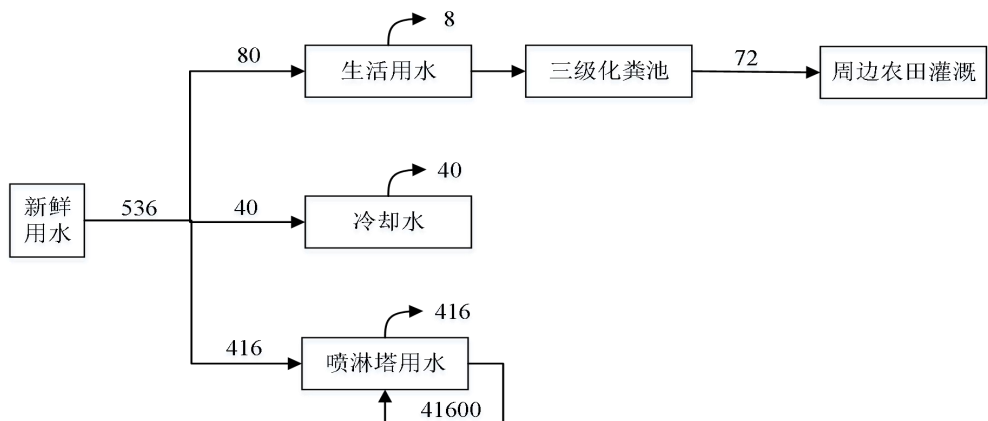 8
80
生活用水
三级化粪池
72
周边农田灌溉
40
新鲜
用水
536
40
冷却水
416
416
喷淋塔用水
41600